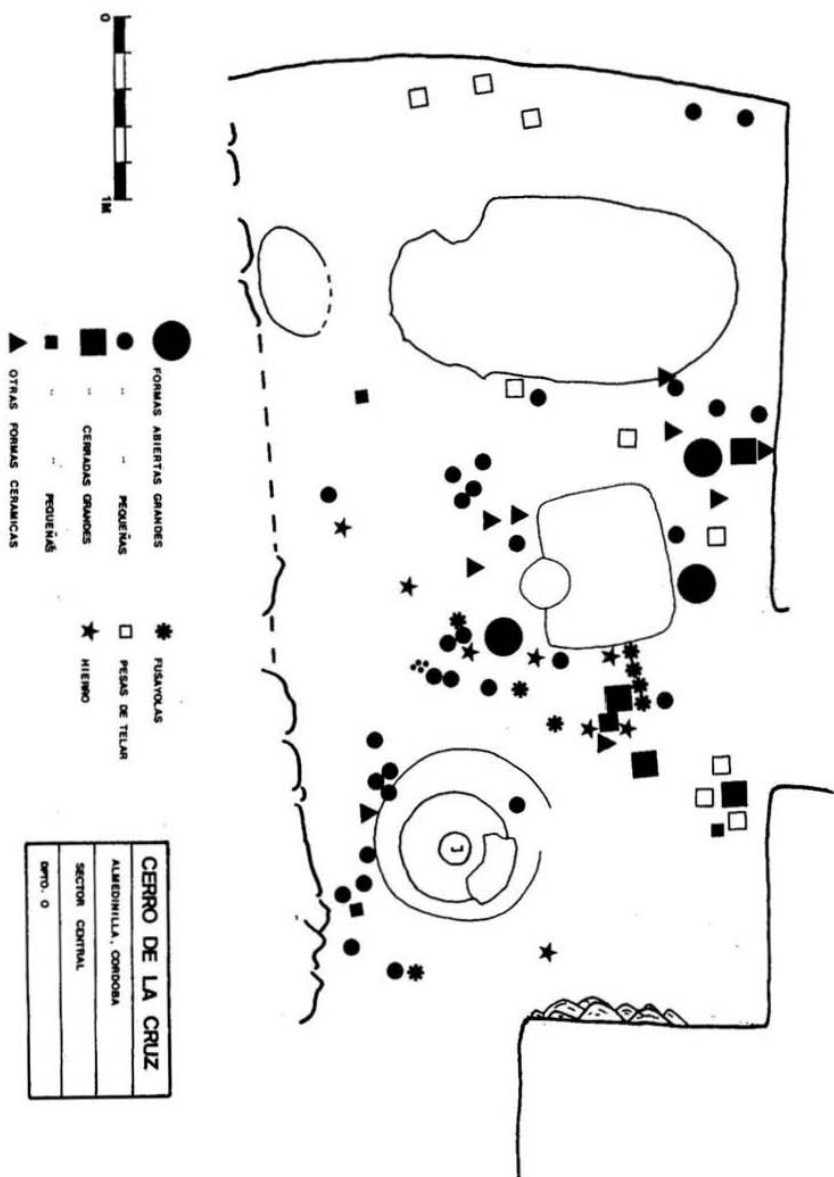 0
1M
FORMAS ABIERTAS GRANDES
" " PEQUEÑAS
" CERRADAS GRANDES
" " PEQUEÑAS
OTRAS FORMAS CERAMICAS
FUSAYOLAS
PESAS DE TELAR
HIERRO
CERRO DE LA CRUZ
ALMEDINILLA, CORDOBA
SECTOR CENTRAL
DPTO. O